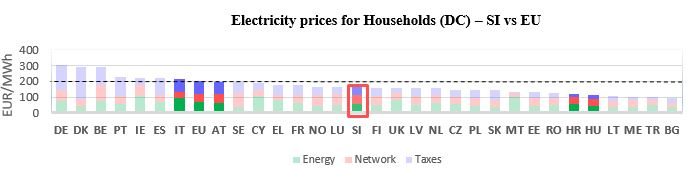 Electricity prices for Households (DC) – SI vs EU
EUR/MWh
400
300
200
100
0
DE DK BE PT IE ES IT EU AT SE CY EL FR NO LU SI FI UK LV NL CZ PL SK MT EE RO HR HU LT ME TR BG
Energy Network Taxes